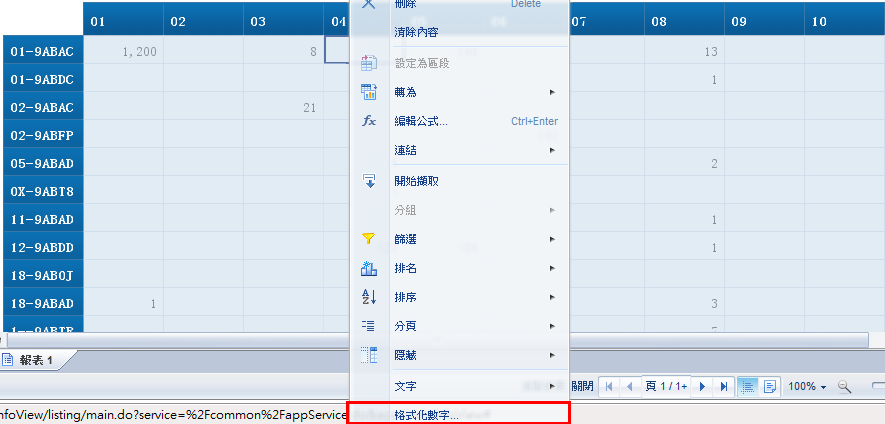 01 02 03 04 07 08 09 10
刪除 Delete
清除內容
01-9ABAC 1,200 8 13
設定為區段
01-9ABDC 1
轉為
02-9ABAC 21
編輯公式... Ctrl+Enter
02-9ABFP
連結
05-9ABAD 2
開始擷取
0X-9ABT8
分組
11-9ABAD 1
篩選
12-9ABDD 1
排名
18-9ABOJ
排序
18-9ABAD 1 3
分頁
隱藏
報表 1
文字
關閉 頁 1 / 1+ 100%
格式化數字...
nfoView/listing/main.do?service=%2Fcommon%2FappService